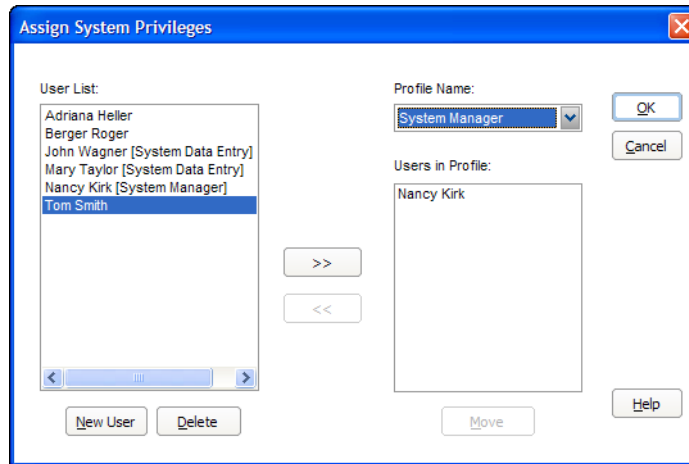 Assign System Privileges
User List:
Adriana Heller
Berger Roger
John Wagner [System Data Entry]
Mary Taylor [System Data Entry]
Nancy Kirk [System Manager]
Tom Smith
>>
<<
New User
Delete
Profile Name:
System Manager
Users in Profile:
Nancy Kirk
Move
OK
Cancel
Help